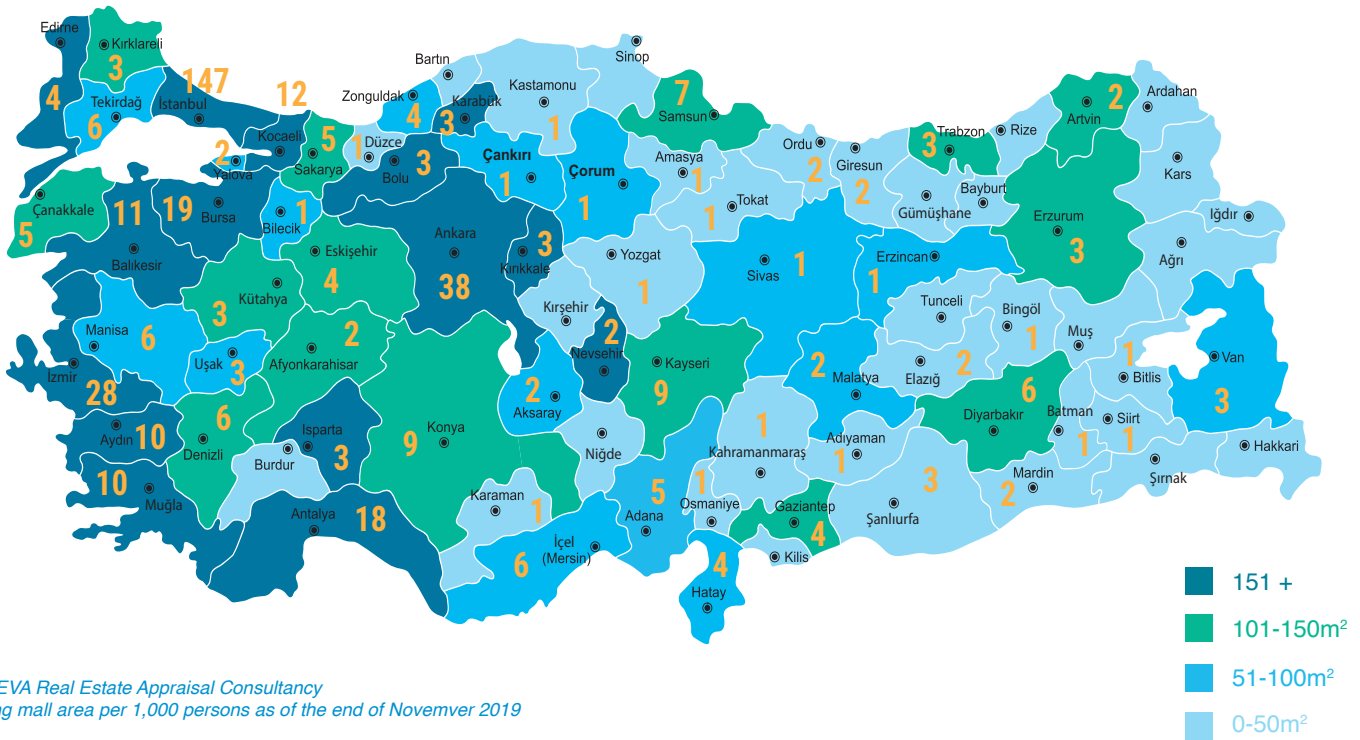 Edirne
Kırklareli
3
4
Tekirdağ
6
147
İstanbul
12
Kocaeli
2
Yalova
5
Sakarya
1
Düzce
Bolu
3
Zonguldak
4
Bartın
Karabük
3
Kastamonu
1
Sinop
7
Samsun
Çankırı
1
Çorum
1
Amasya
1
Tokat
1
Ordu
2
Giresun
2
Trabzon
3
Rize
Artvin
2
Ardahan
Kars
Iğdır
Ağrı
Gümüşhane
Bayburt
Erzurum
3
Erzincan
1
Sivas
1
Yozgat
1
Kırıkkale
3
Ankara
38
Eskişehir
4
Bilecik
1
Bursa
19
11
Balıkesir
Çanakkale
5
Kütahya
3
Manisa
6
Uşak
3
Afyonkarahisar
2
İzmir
28
Aydın
10
Muğla
10
Denizli
6
Burdur
Isparta
3
Antalya
18
Konya
9
Karaman
1
Aksaray
2
Kırşehir
Nevsehir
2
Niğde
Kayseri
9
İçel
(Mersin)
6
Adana
5
Osmaniye
1
Hatay
4
Kahramanmaraş
1
Gaziantep
4
Kilis
Adıyaman
1
Malatya
2
Tunceli
Elazığ
2
Bingöl
1
Muş
Bitlis
1
Van
3
Diyarbakır
6
Batman
1
Siirt
1
Şanlıurfa
3
Mardin
2
Şırnak
Hakkari
151 +
101-150m²
51-100m²
0-50m²
EVA Real Estate Appraisal Consultancy
ng mall area per 1,000 persons as of the end of Novemver 2019